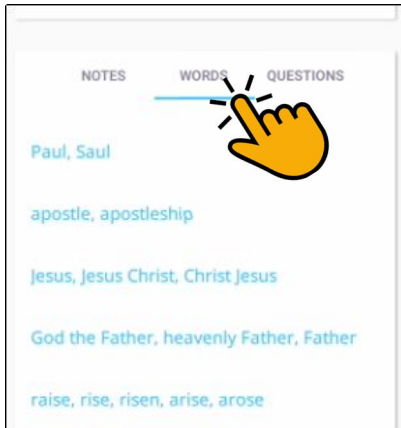 NOTES WORDS QUESTIONS
Paul, Saul
apostle, apostleship
Jesus, Jesus Christ, Christ Jesus
God the Father, heavenly Father, Father
raise, rise, risen, arise, arose